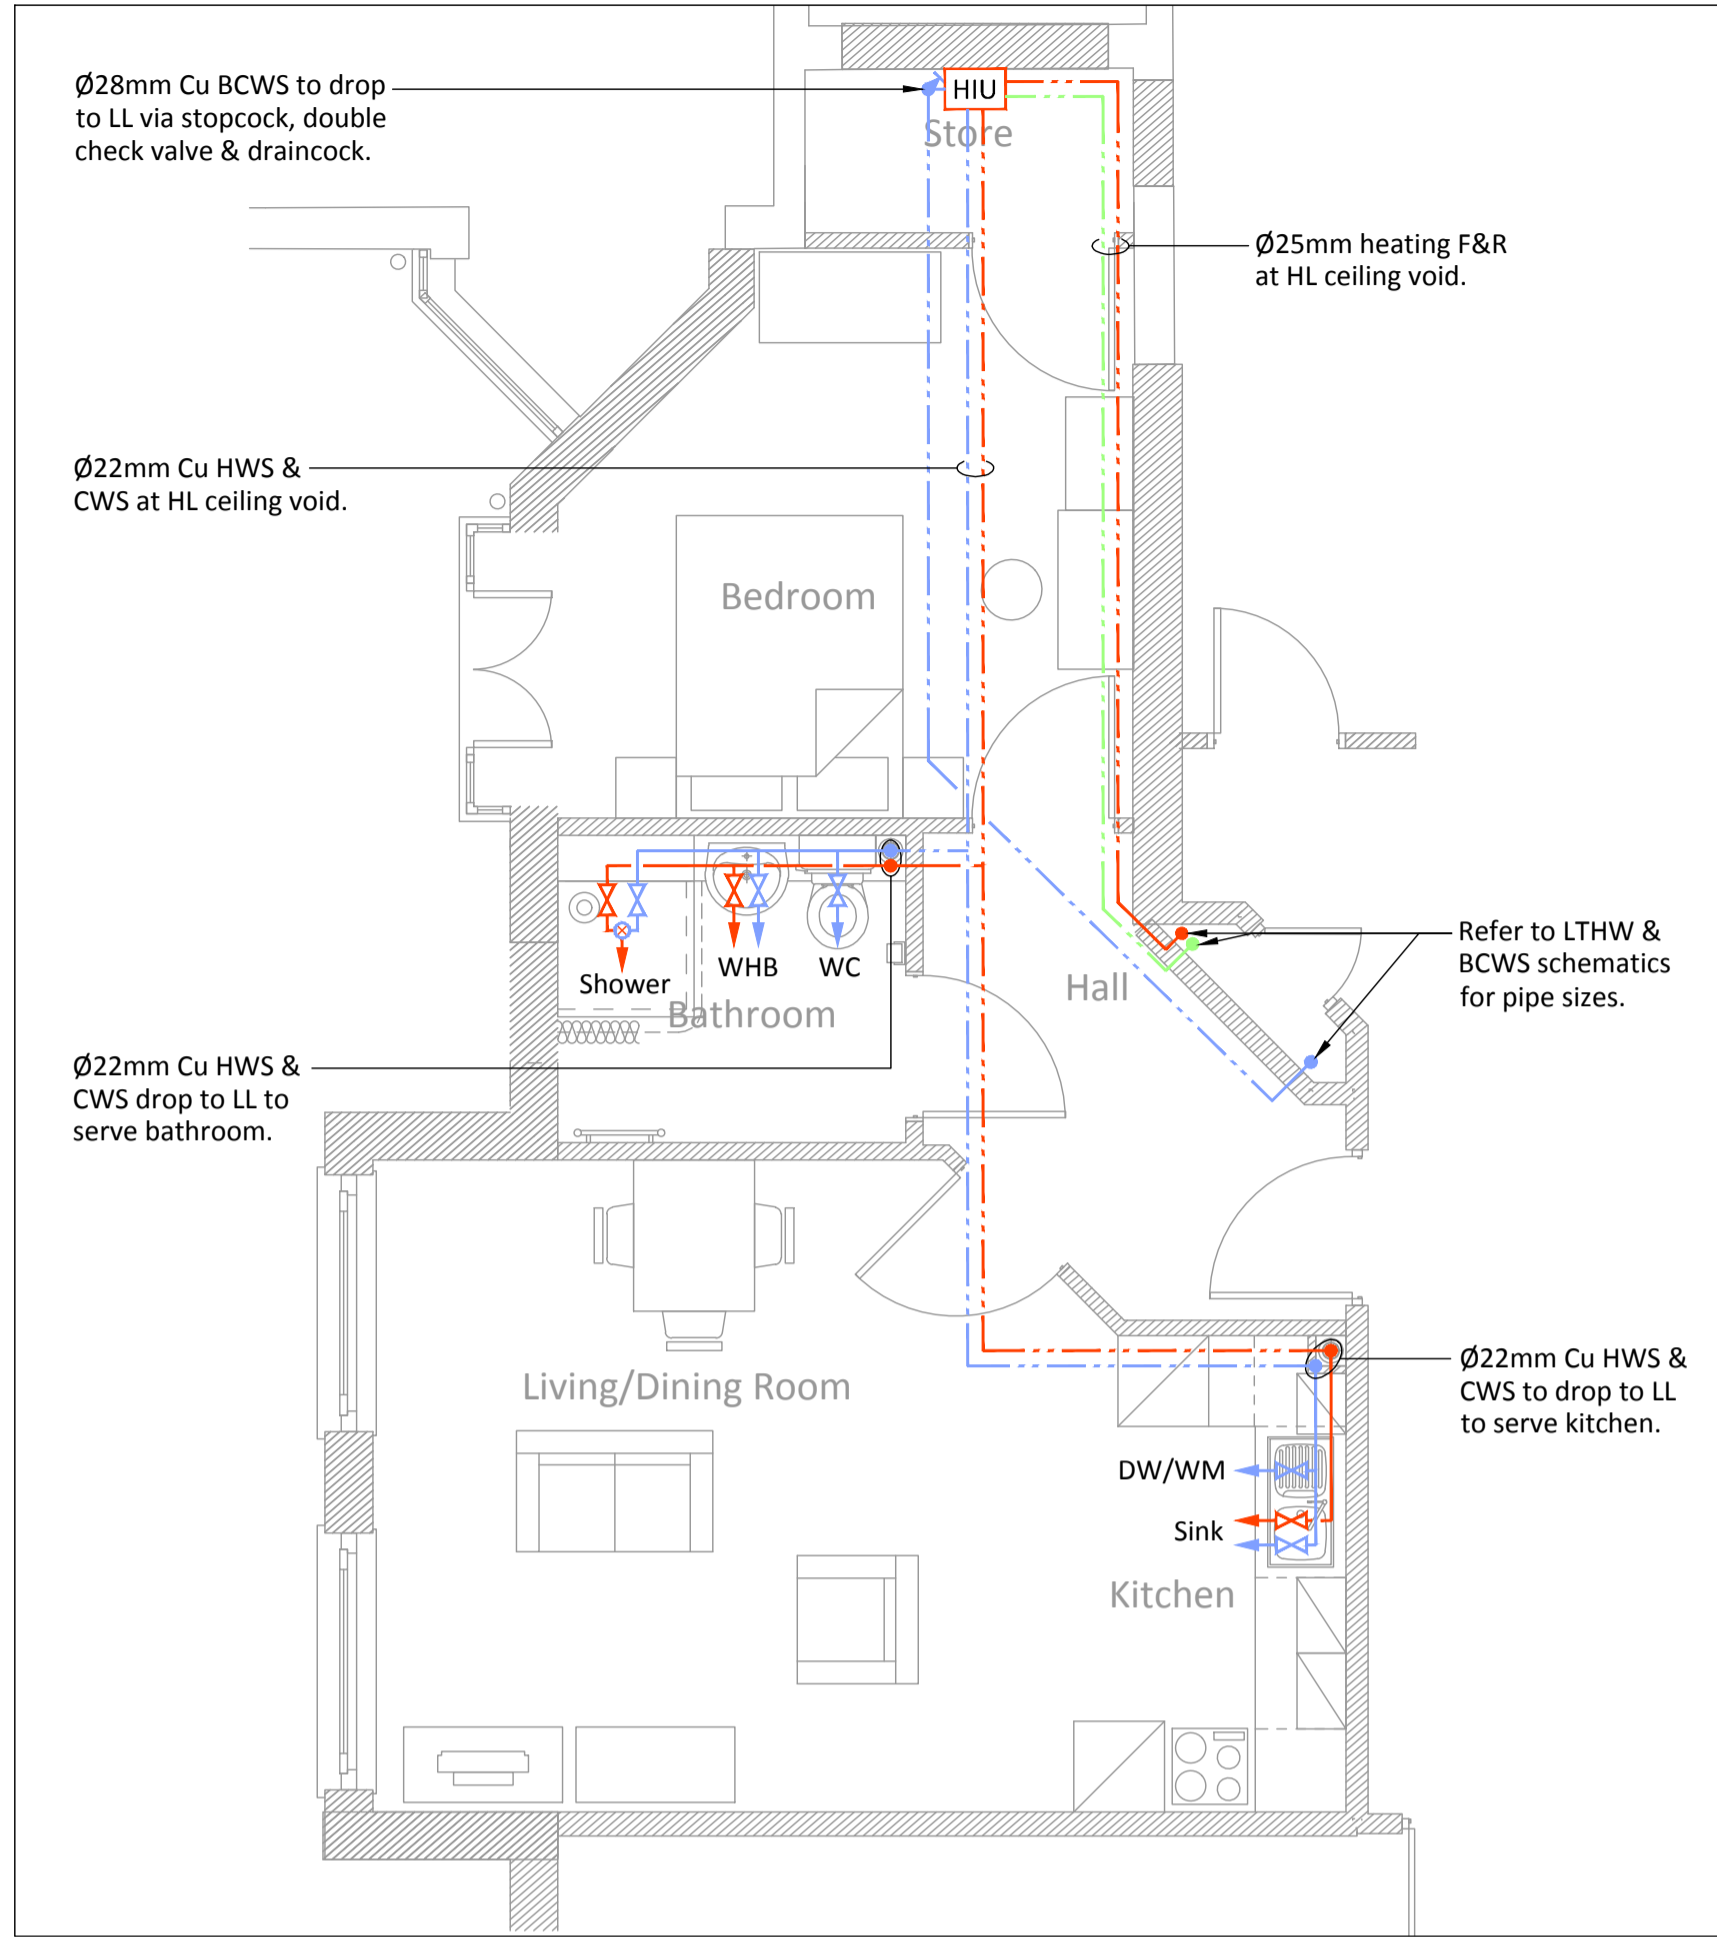 Ø28mm Cu BCWS to drop
to LL via stopcock, double
check valve & draincock.
HIU
Store
Ø25mm heating F&R
at HL ceiling void.
Ø22mm Cu HWS &
CWS at HL ceiling void.
Bedroom
Refer to LTHW &
BCWS schematics
for pipe sizes.
Hall
Shower
WHB
WC
Bathroom
Ø22mm Cu HWS &
CWS drop to LL to
serve bathroom.
Living/Dining Room
Ø22mm Cu HWS &
CWS to drop to LL
to serve kitchen.
DW/WM
Sink
Kitchen